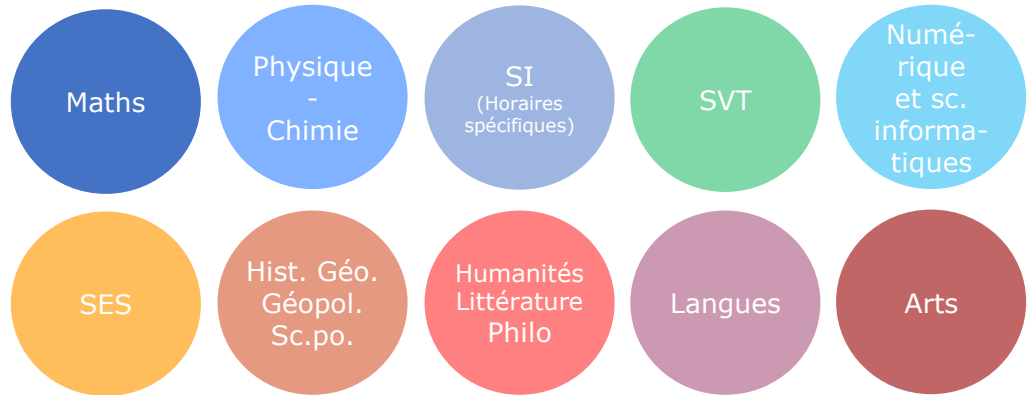 Maths
Physique
-
Chimie
SI
(Horaires
spécifiques)
SVT
Numé-
rique
et sc.
informa-
tiques
SES
Hist. Géo.
Géopol.
Sc.po.
Humanités
Littérature
Philo
Langues
Arts